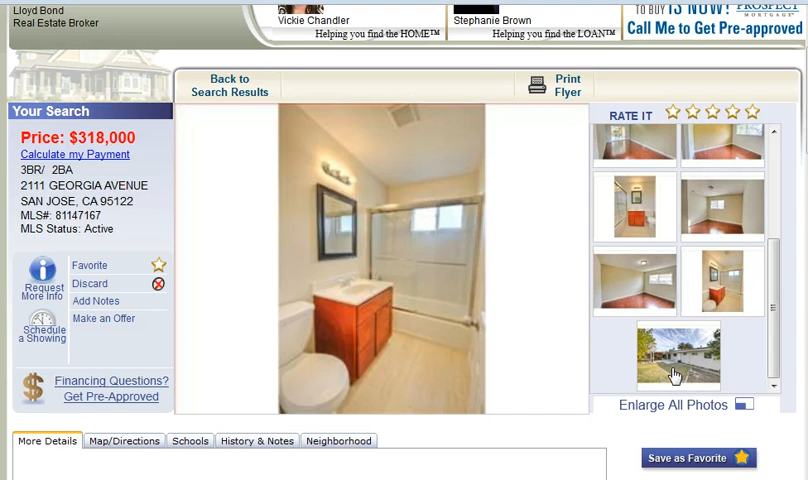 Lloyd Bond
Real Estate Broker
Vickie Chandler
Helping you find the HOME™
Stephanie Brown
Helping you find the LOAN™
TO BUY IS NOW!
PROSPECT
MORTGAGE
Call Me to Get Pre-approved
Back to
Search Results
Print
Flyer
Your Search
Price: $318,000
Calculate my Payment
3BR/ 2BA
2111 GEORGIA AVENUE
SAN JOSE, CA 95122
MLS#: 81147167
MLS Status: Active
Request
More Info
Schedule
a Showing
Favorite
Discard
Add Notes
Make an Offer
Financing Questions?
Get Pre-Approved
RATE IT
Enlarge All Photos
More Details
Map/Directions
Schools
History & Notes
Neighborhood
Save as Favorite